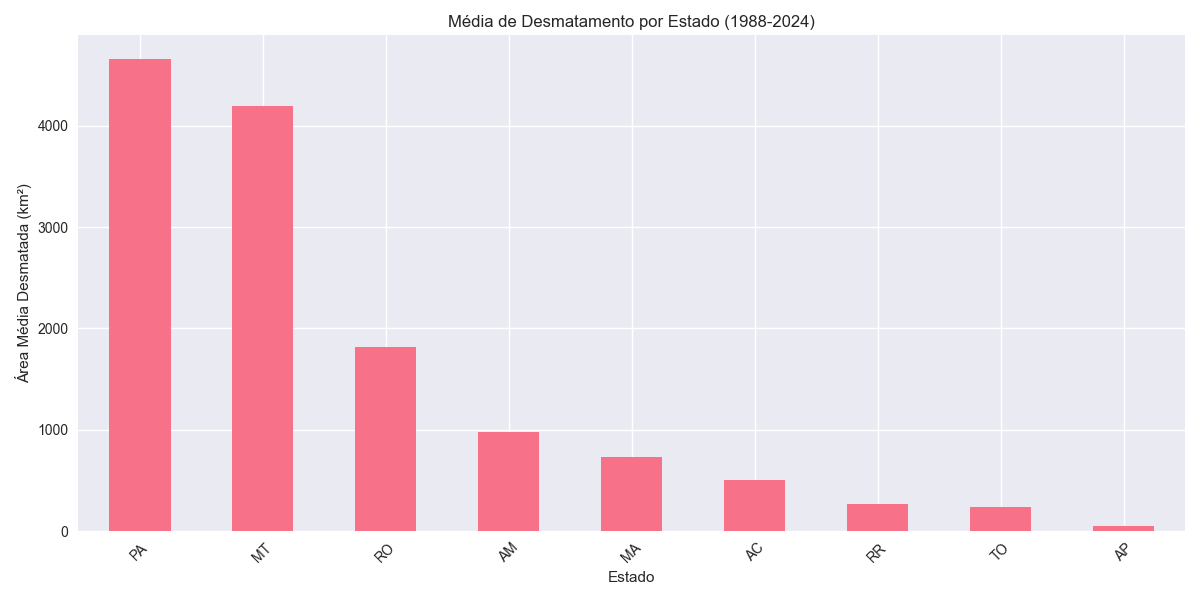 Média de Desmatamento por Estado (1988-2024)
Área Média Desmatada (km²)
4000
3000
2000
1000
0
PA MT RO AM MA AC RR TO AP
Estado